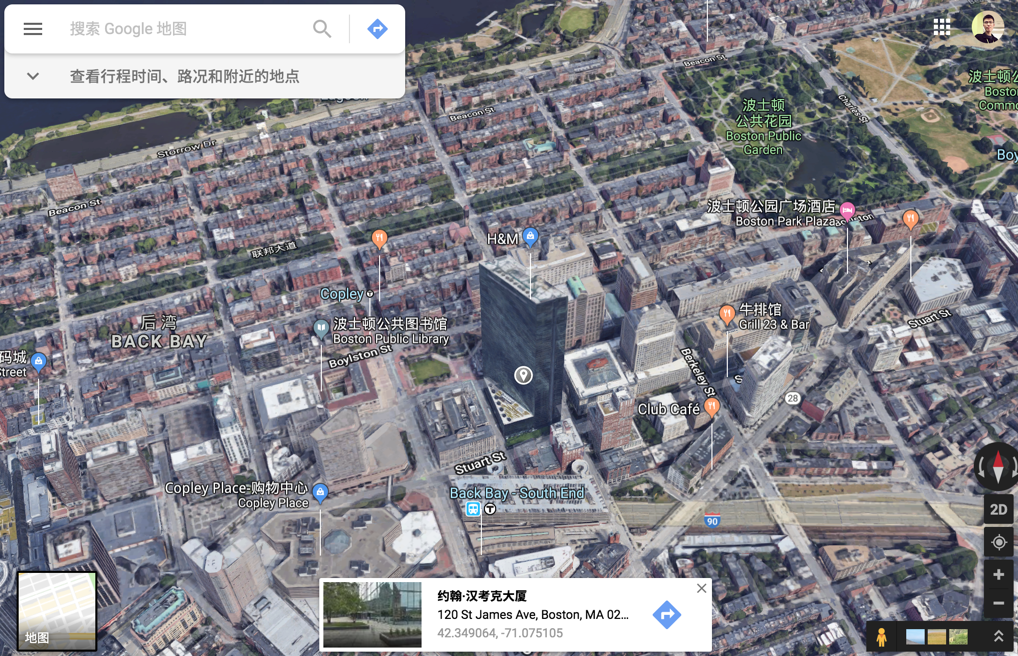 搜索 Google 地图
查看行程时间、路况和附近的地点
Beacon St
Beacon St
Storrow Dr
Beacon St
Charles St
波士顿
公共花园
Boston Public
Garden
波士顿公
Boston
Commo
Boy
波士顿公园广场酒店
Boston Park Plaza
联邦大道
H&M
Copley
后湾
BACK BAY
波士顿公共图书馆
Boston Public Library
Boylston St
牛排馆
Grill 23 & Bar
Stuart St
码城
Street
Berkeley St
S
28
Club Café
Stuart St
Copley Place-购物中心
Copley Place
Back Bay - South End
T
90
2D
地图
约翰·汉考克大厦
120 St James Ave, Boston, MA 02...
42.349064, -71.075105